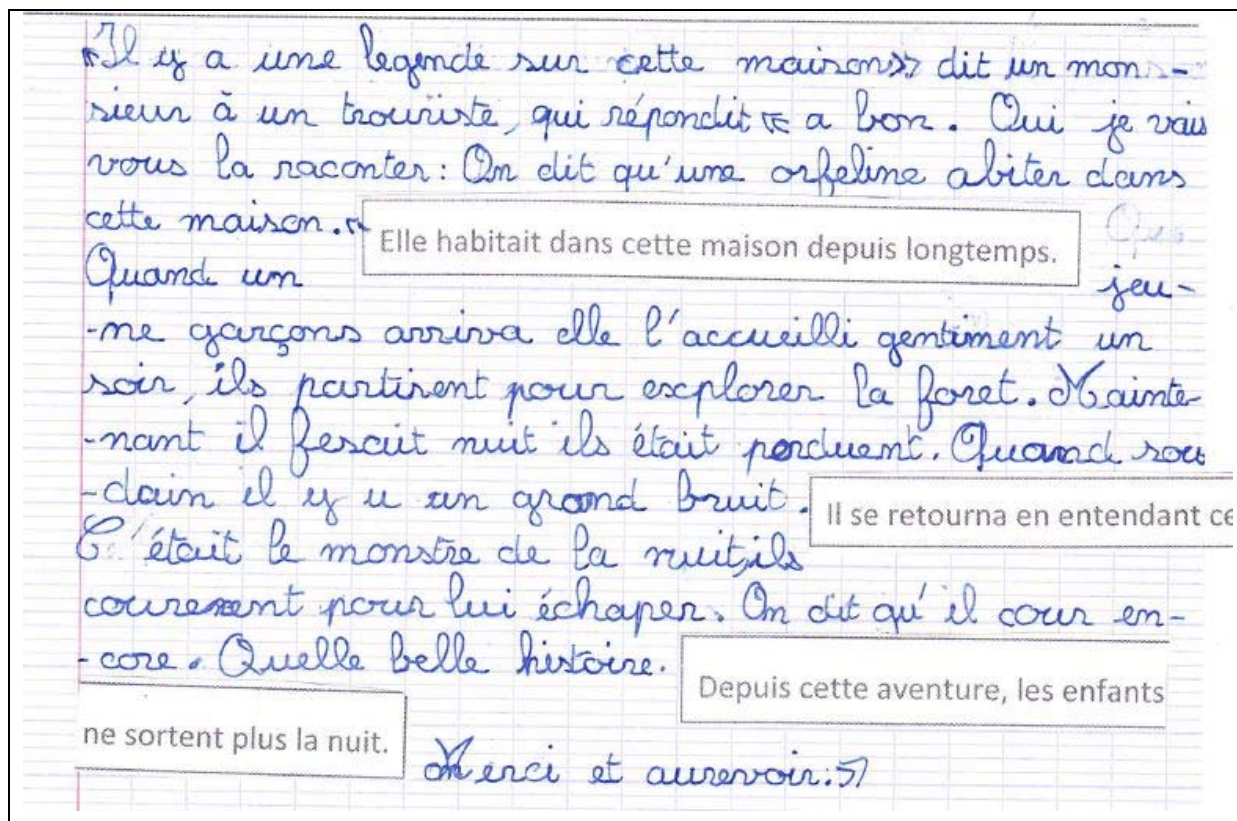 «Il y a une legende sur cette maison» dit un mon-
sieur à un trouriste, qui répondit « a bon. Oui je vais
vous la raconter: On dit qu'une orfeline abiter dans
cette maison. «
Elle habitait dans cette maison depuis longtemps.
Quand un jeu-
-ne garçons arriva elle l'accueilli gentiment un
soir, ils partirent pour explorer la foret. Mainte-
-nant il fesait nuit ils était perduent. Quand sou
-dain il y u un grand bruit.
Il se retourna en entendant ce
C'était le monstre de la nuit, ils
courerent pour lui échaper. On dit qu'il cour en-
-core. Quelle belle histoire.
Depuis cette aventure, les enfants
ne sortent plus la nuit.
Merci et aurevoir:»